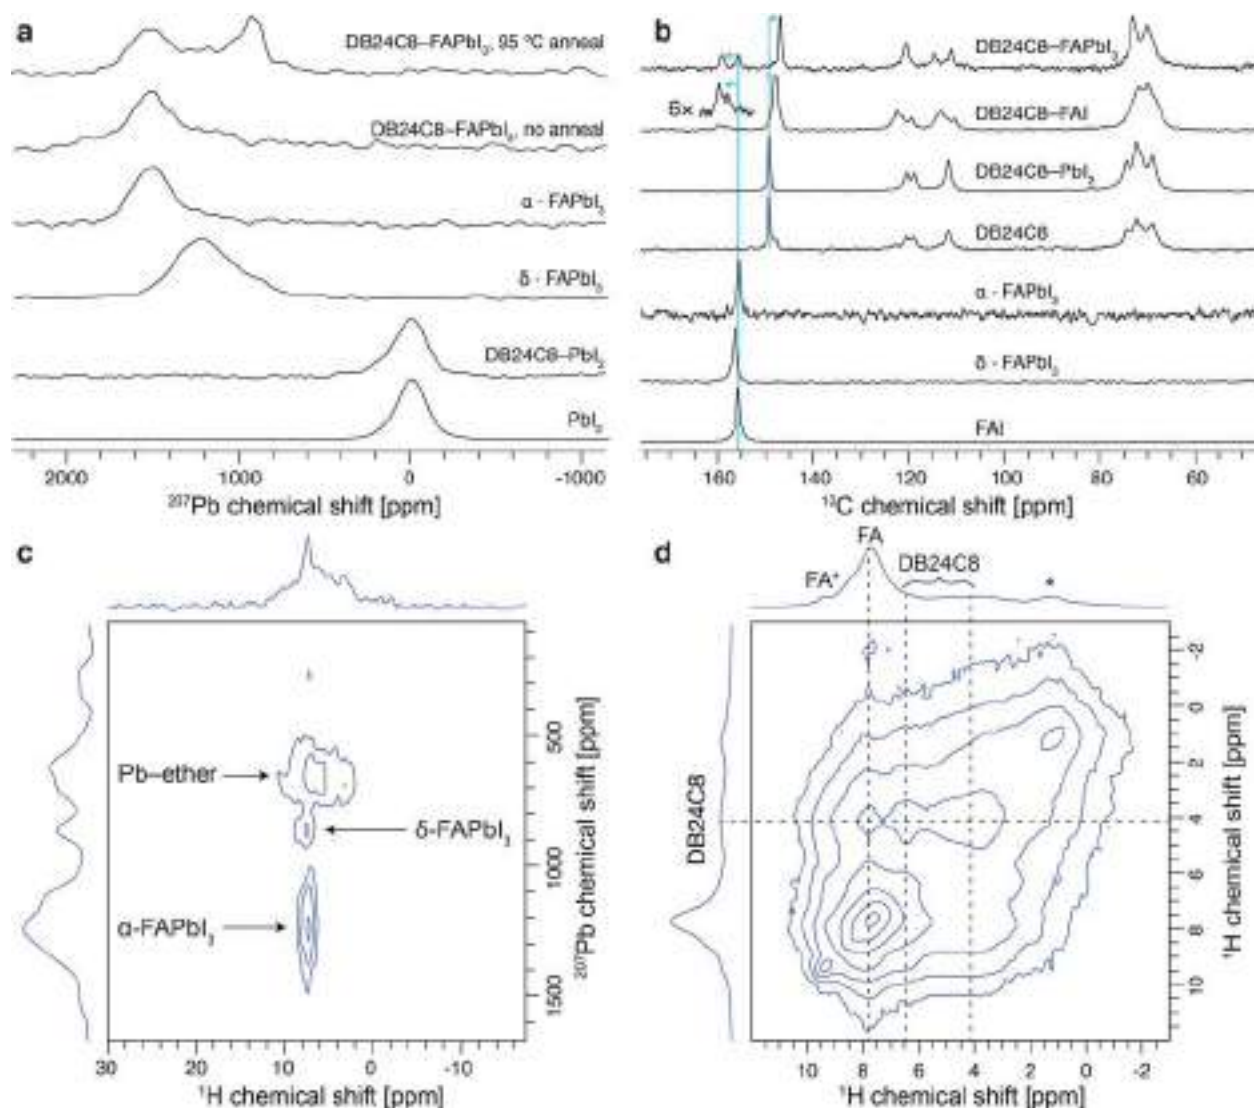 a
DB24C8–FAPbI₃, 95 ºC anneal
DB24C8–FAPbI₃, no anneal
α - FAPbI₃
δ - FAPbI₃
DB24C8–PbI₂
PbI₂
2000 1000 0 -1000
²⁰⁷Pb chemical shift [ppm]
b
DB24C8–FAPbI₃
6×
DB24C8–FAI
DB24C8–PbI₂
DB24C8
α - FAPbI₃
δ - FAPbI₃
FAI
160 140 120 100 80 60
¹³C chemical shift [ppm]
c
Pb–ether
δ-FAPbI₃
α-FAPbI₃
500
1000
1500
²⁰⁷Pb chemical shift [ppm]
30 20 10 0 -10
¹H chemical shift [ppm]
d
FA
FA⁺
DB24C8
*
DB24C8
-2
0
2
4
6
8
10
¹H chemical shift [ppm]
10 8 6 4 2 0 -2
¹H chemical shift [ppm]